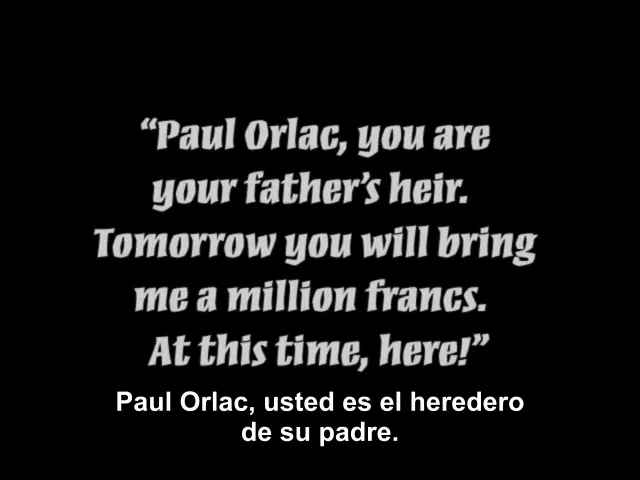 “Paul Orlac, you are
your father’s heir.
Tomorrow you will bring
me a million francs.
At this time, here!”
Paul Orlac, usted es el heredero
de su padre.